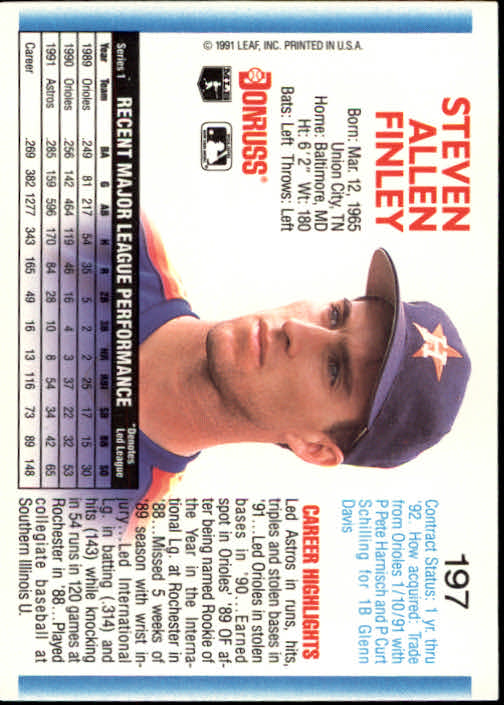 197
STEVEN
ALLEN
FINLEY
Born: Mar. 12, 1965
Union City, TN
Home: Baltimore, MD
Ht: 6' 2" Wt: 180
Bats: Left Throws: Left
DONRUSS®
© 1991 LEAF, INC. PRINTED IN U.S.A.
Contract Status: 1 yr. thru
'92. How acquired: Trade
from Orioles 1/10/91 with
P Pete Harnisch and P Curt
Schilling for 1B Glenn
Davis
CAREER HIGHLIGHTS
Led Astros in runs, hits,
triples and stolen bases in
'91...Led Orioles in stolen
bases in '90...Earned
spot in Orioles' '89 OF af-
ter being named Rookie of
the Year in the Interna-
tional Lg. at Rochester in
'88...Missed 5 weeks of
'89 season with wrist in-
jury...Led International
Lg. in batting (.314) and
hits (143) while knocking
in 54 runs in 120 games at
Rochester in '88...Played
collegiate baseball at
Southern Illinois U.
Series 1 RECENT MAJOR LEAGUE PERFORMANCE *Denotes Led League
Year Team BA G AB H R 2B 3B HR RBI SB BB SO
1989 Orioles .249 81 217 54 35 5 2 2 25 17 15 30
1990 Orioles .256 142 464 119 46 16 4 3 37 22 32 53
1991 Astros .285 159 596 170 84 28 10 8 54 34 42 65
Career .269 382 1277 343 165 49 16 13 116 73 89 148